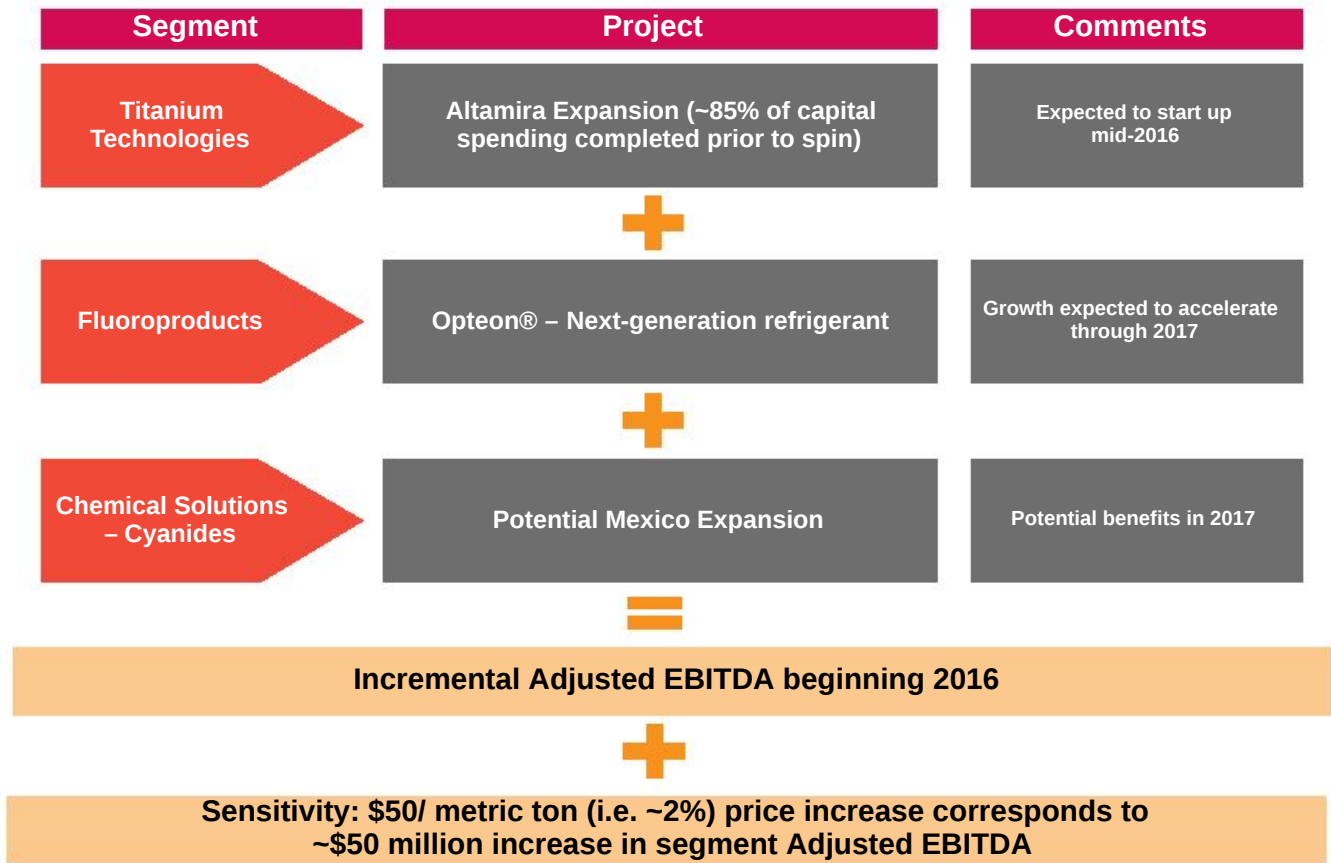 Segment
Project
Comments
Titanium
Technologies
Altamira Expansion (~85% of capital
spending completed prior to spin)
Expected to start up
mid-2016
Fluoroproducts
Opteon® – Next-generation refrigerant
Growth expected to accelerate
through 2017
Chemical Solutions
– Cyanides
Potential Mexico Expansion
Potential benefits in 2017
Incremental Adjusted EBITDA beginning 2016
Sensitivity: $50/ metric ton (i.e. ~2%) price increase corresponds to
~$50 million increase in segment Adjusted EBITDA